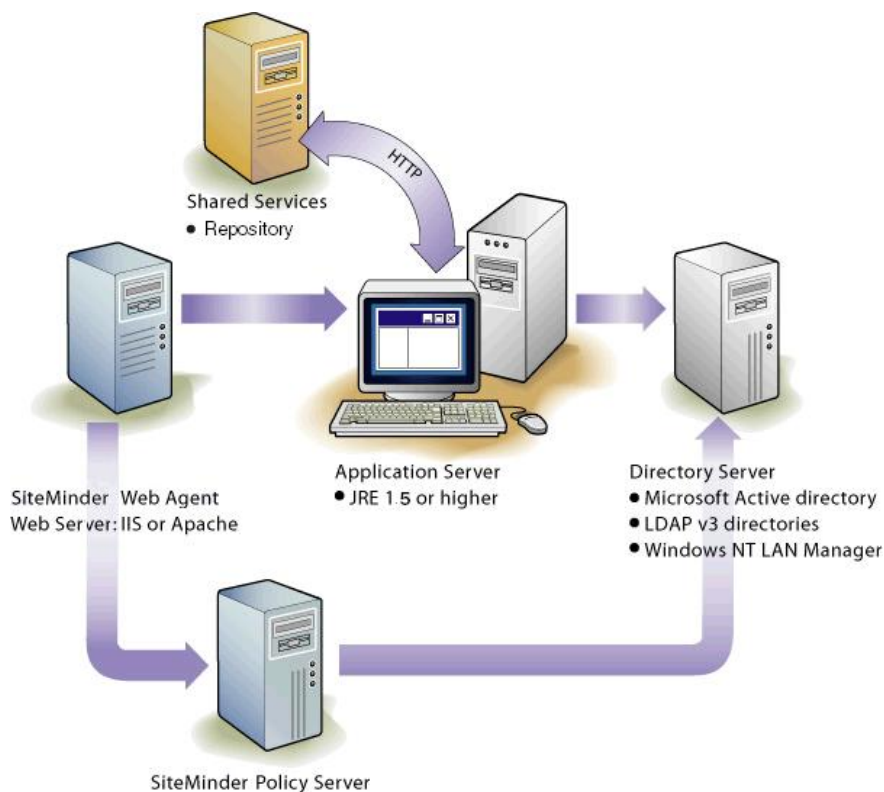 HTTP
Shared Services
● Repository
Application Server
● JRE 1.5 or higher
Directory Server
● Microsoft Active directory
● LDAP v3 directories
● Windows NT LAN Manager
SiteMinder Web Agent
Web Server: IIS or Apache
SiteMinder Policy Server